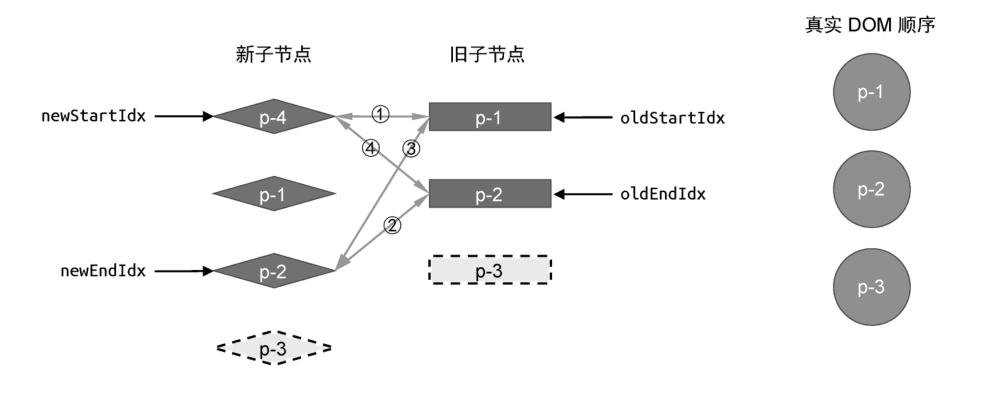 真实 DOM 顺序
新子节点
旧子节点
newStartIdx
p-4
①
p-1
oldStartIdx
p-1
④
③
p-1
p-2
oldEndIdx
p-2
②
newEndIdx
p-2
p-3
p-3
p-3